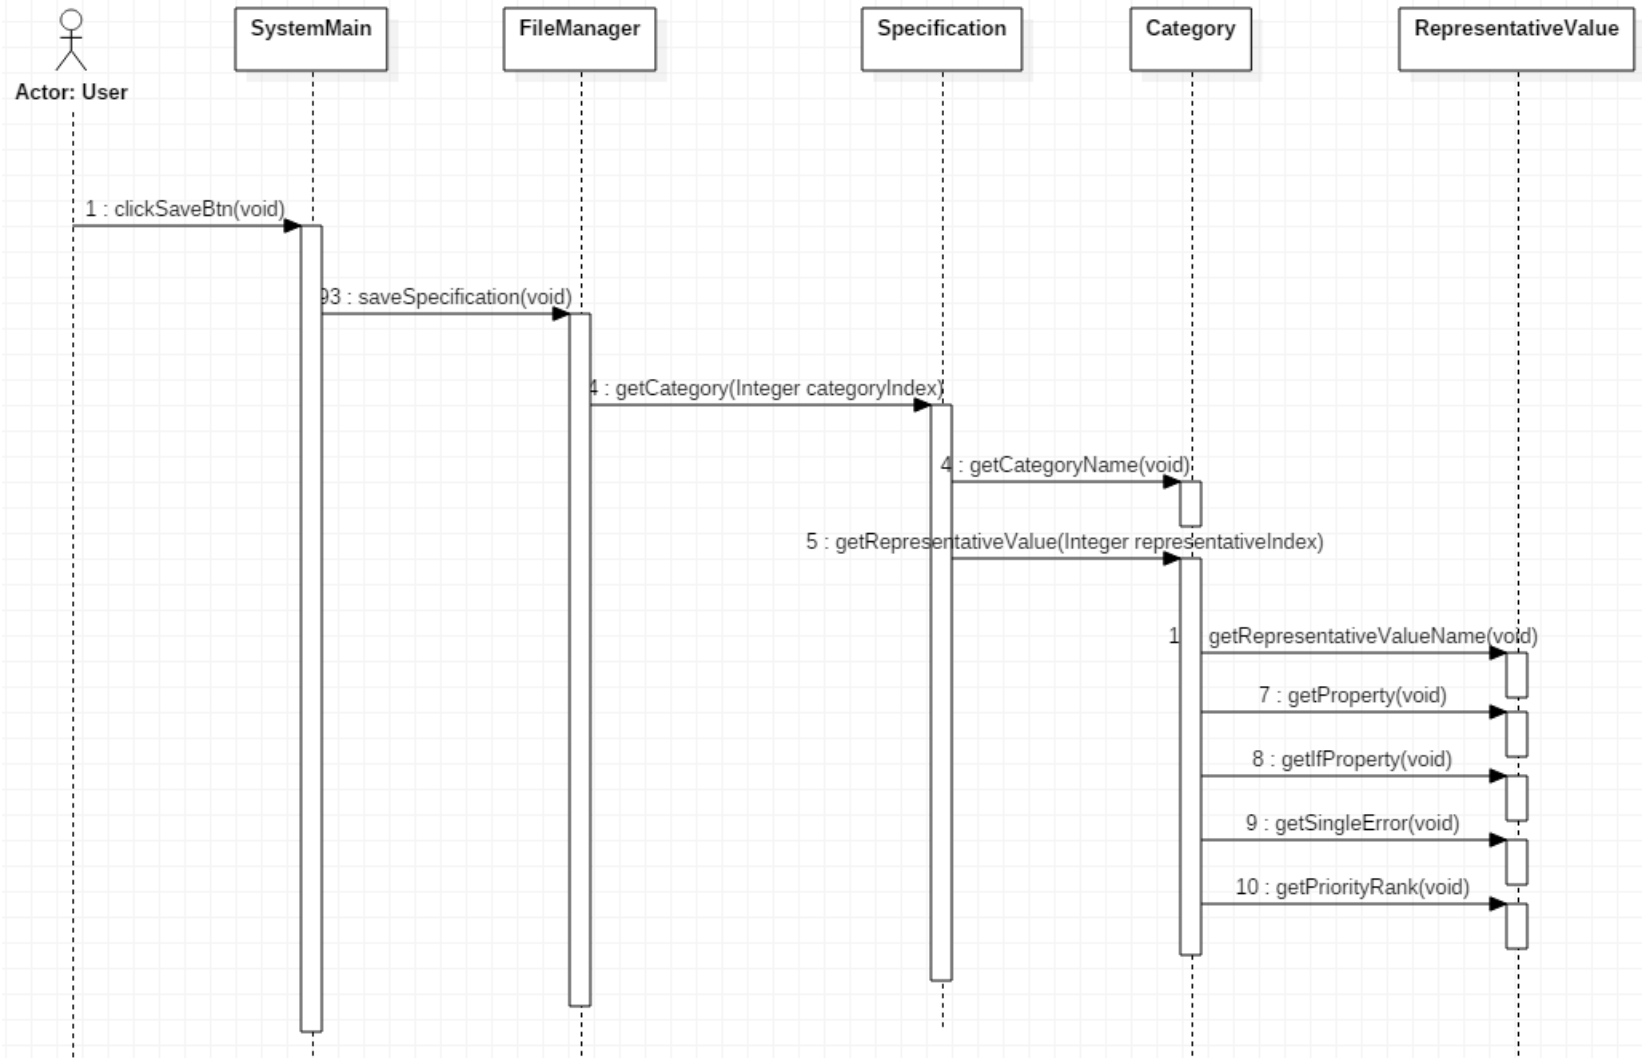 SystemMain
FileManager
Specification
Category
RepresentativeValue
Actor: User
1 : clickSaveBtn(void)
93 : saveSpecification(void)
4 : getCategory(Integer categoryIndex)
4 : getCategoryName(void)
5 : getRepresentativeValue(Integer representativeIndex)
1 getRepresentativeValueName(void)
7 : getProperty(void)
8 : getIfProperty(void)
9 : getSingleError(void)
10 : getPriorityRank(void)